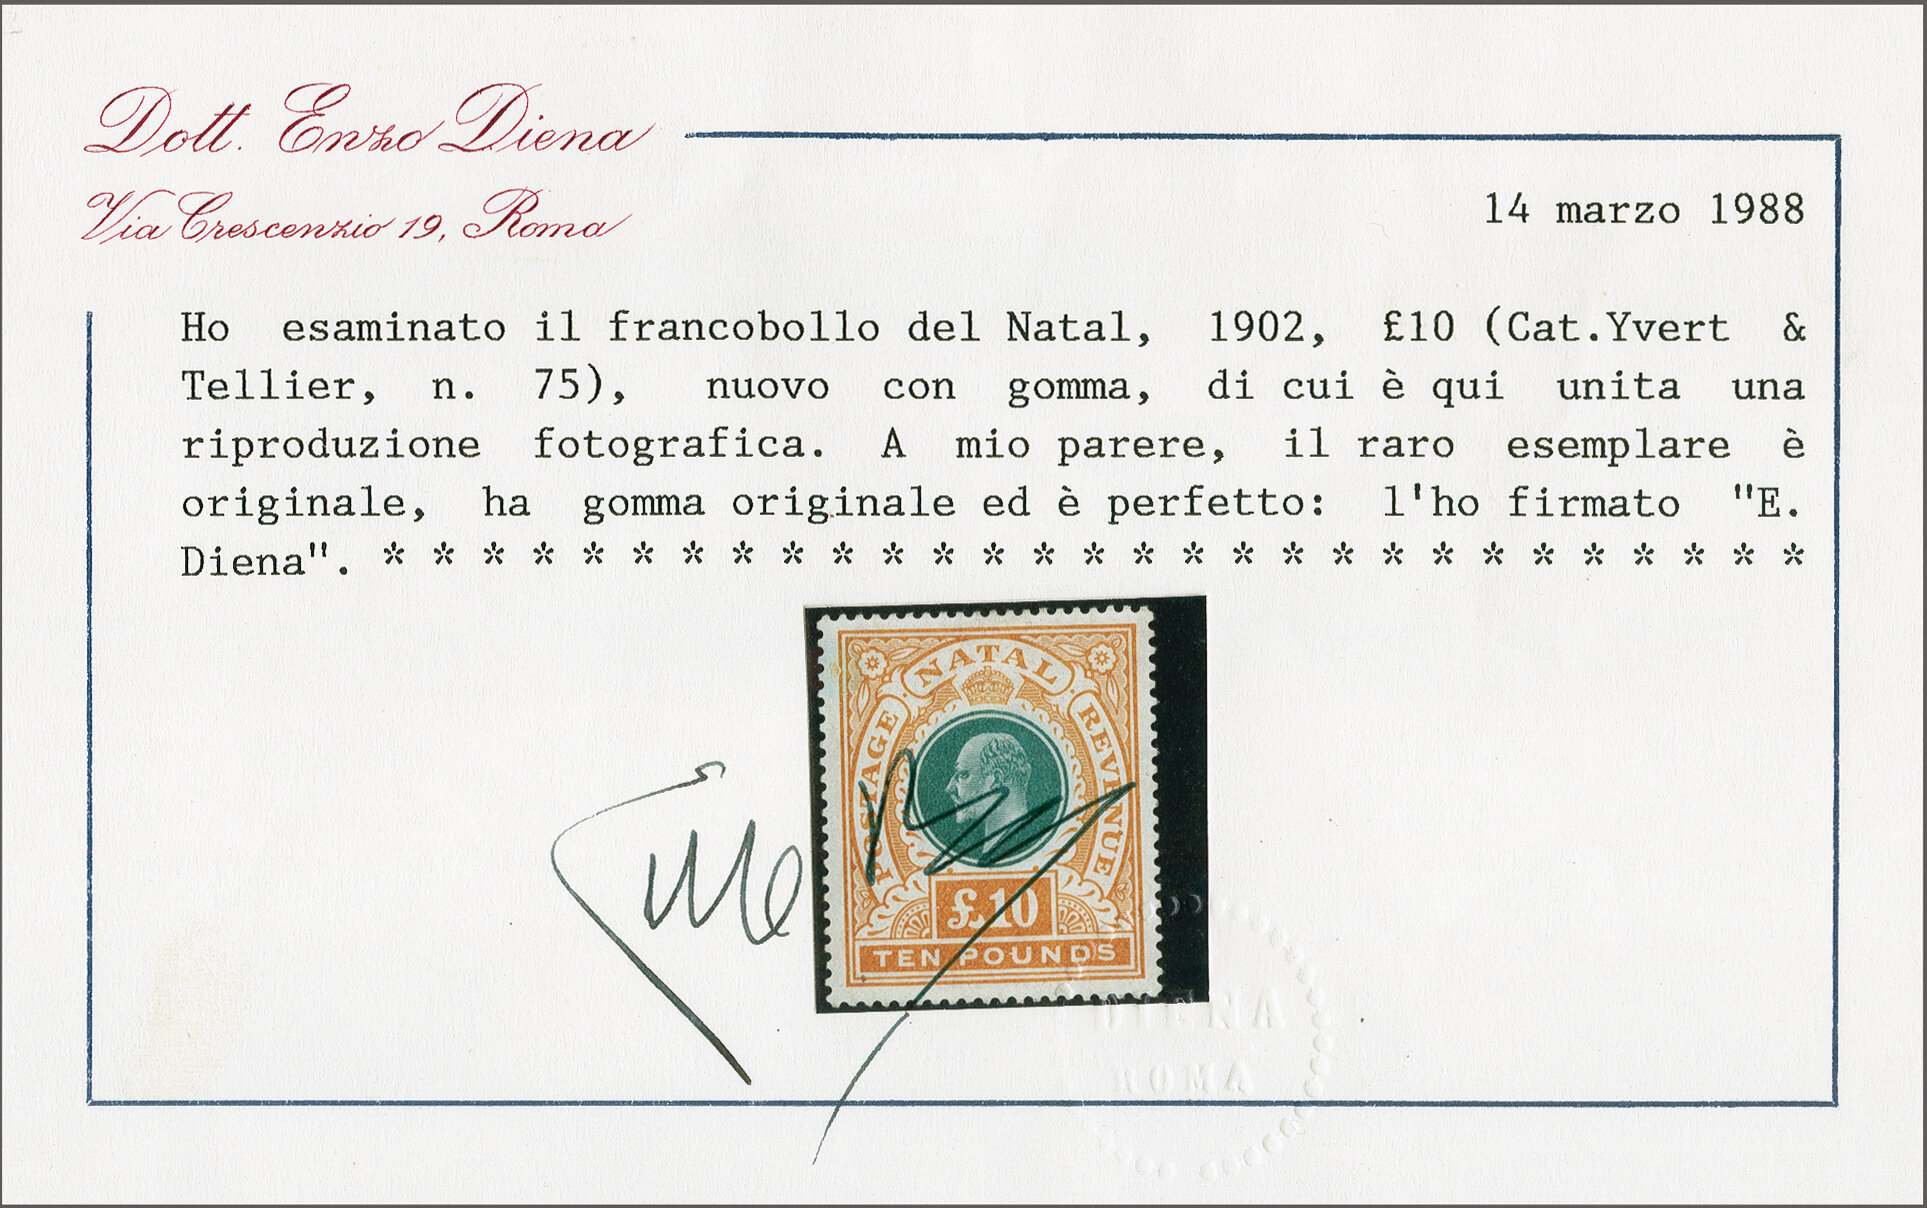 Dott. Enzo Diena
Via Crescenzio 19, Roma
14 marzo 1988
Ho esaminato il francobollo del Natal, 1902, £10 (Cat.Yvert &
Tellier, n. 75), nuovo con gomma, di cui è qui unita una
riproduzione fotografica. A mio parere, il raro esemplare è
originale, ha gomma originale ed è perfetto: l'ho firmato "E.
Diena". * * * * * * * * * * * * * * * * * * * * * * * * * * * * *
NATAL
POSTAGE
REVENUE
£10
TEN POUNDS
DIENA
ROMA